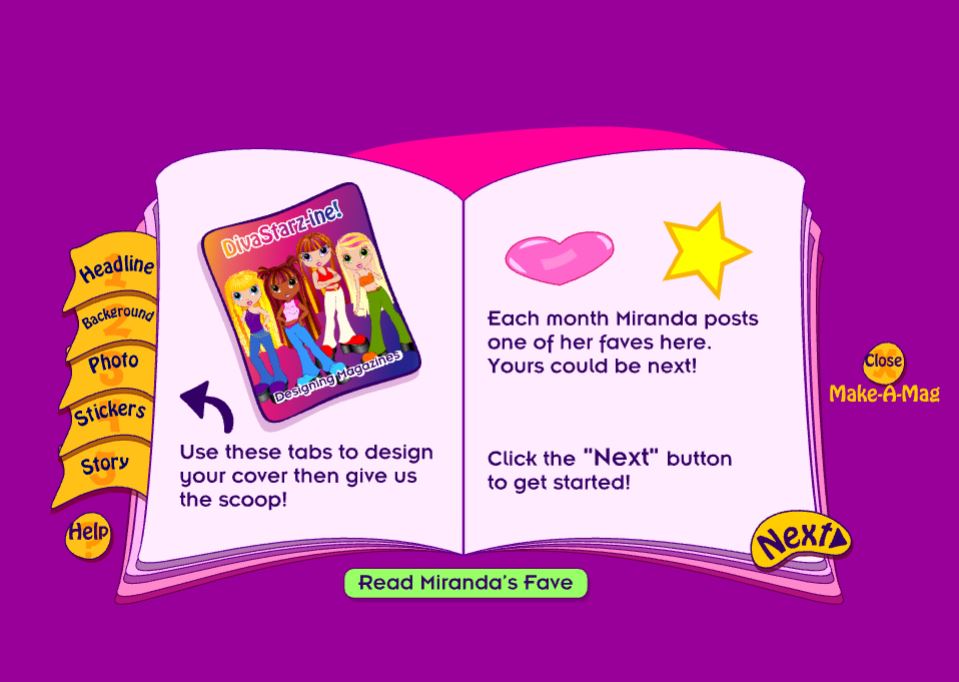 DivaStarz-ine!
Designing Magazines
Headline
Background
Photo
Stickers
Story
Help
Use these tabs to design
your cover then give us
the scoop!
Each month Miranda posts
one of her faves here.
Yours could be next!
Click the "Next" button
to get started!
Next
Close
Make-A-Mag
Read Miranda's Fave